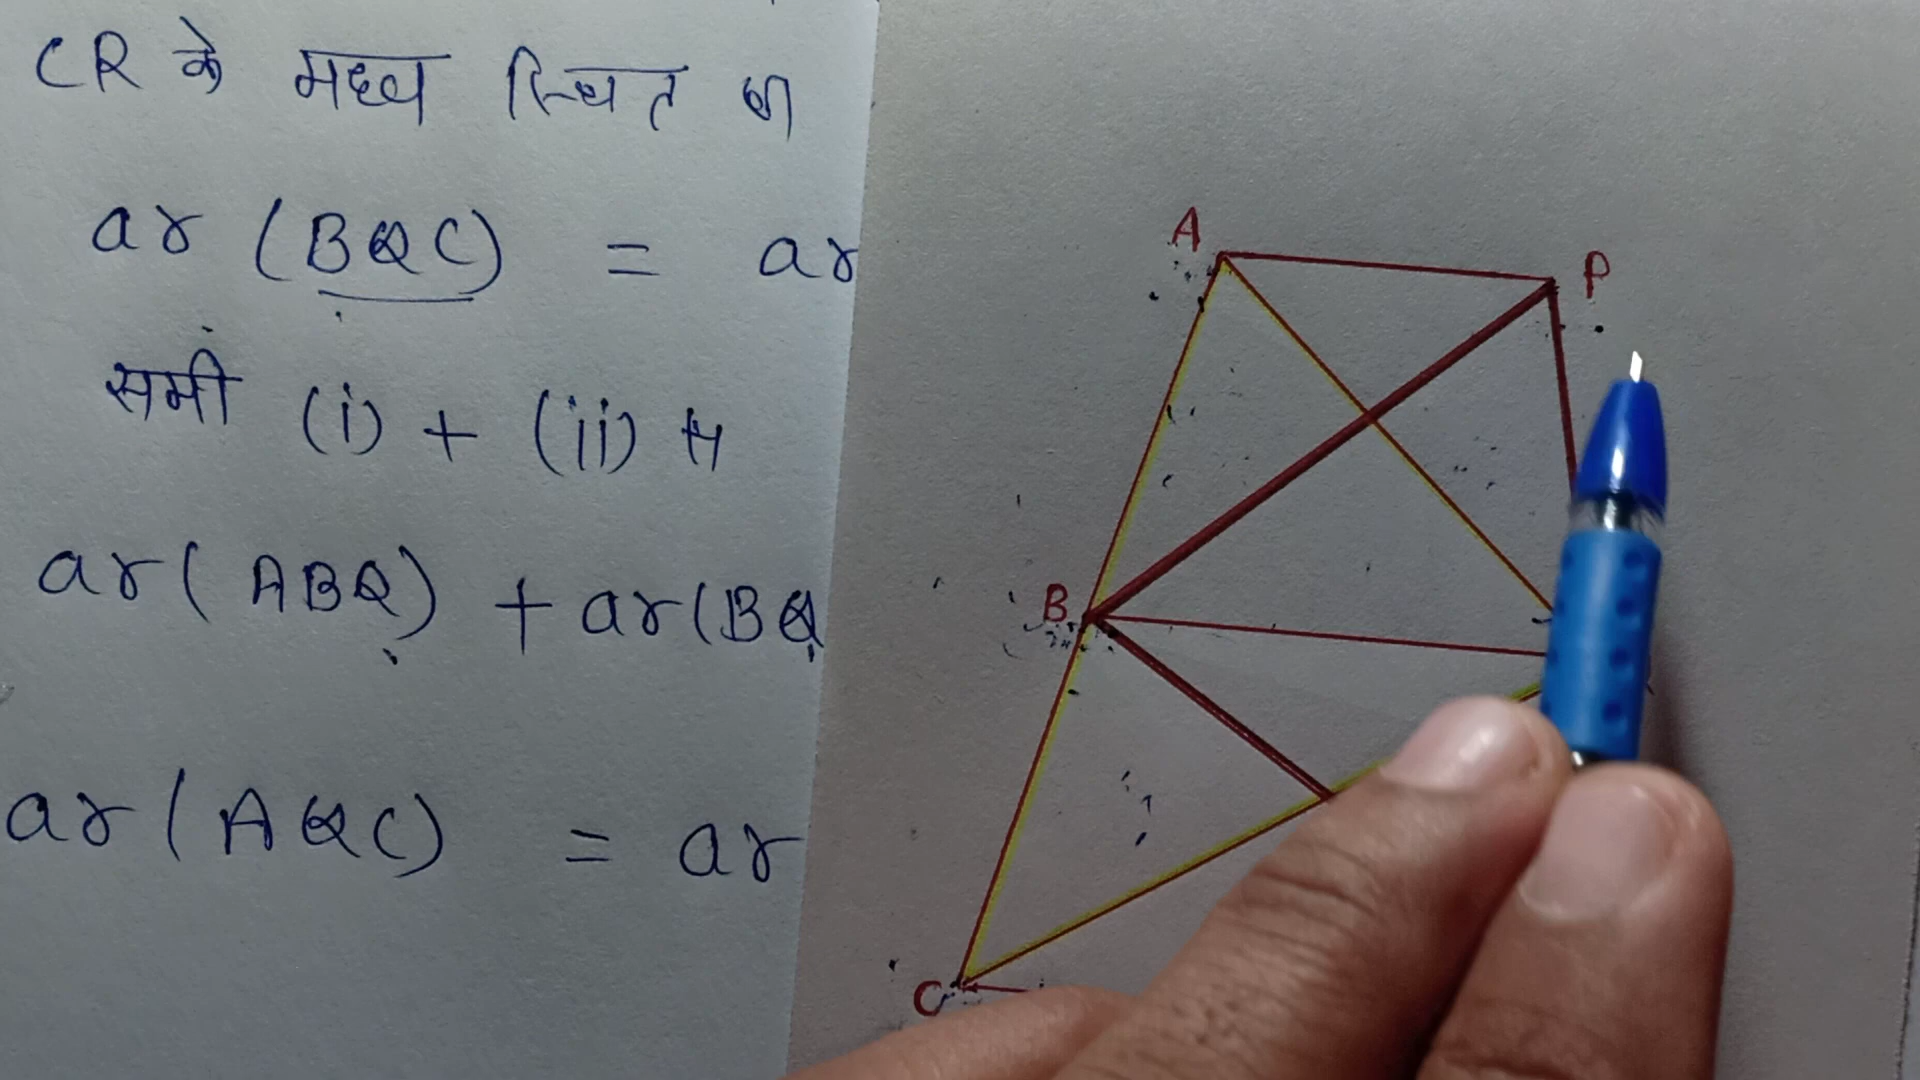 CR के मध्य स्थित
ar (BQC) = ar
समी (i) + (ii) से
ar (ABQ) + ar(BQ
ar (AQC) = ar
A
P
B
C